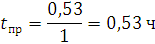 t_пр = 0,53/1 = 0,53 ч